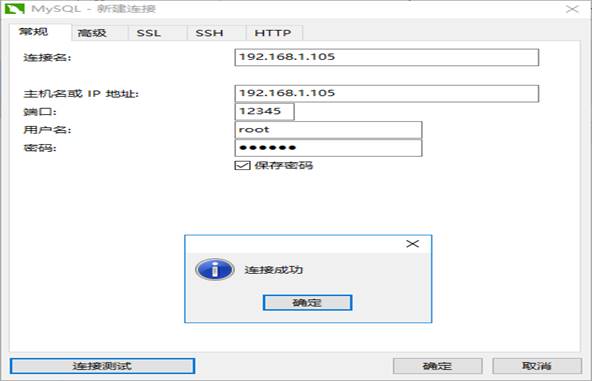 MySQL - 新建连接
常规 高级 SSL SSH HTTP
连接名: 192.168.1.105
主机名或 IP 地址: 192.168.1.105
端口: 12345
用户名: root
密码: ●●●●●●
保存密码
连接成功
确定
连接测试 确定 取消